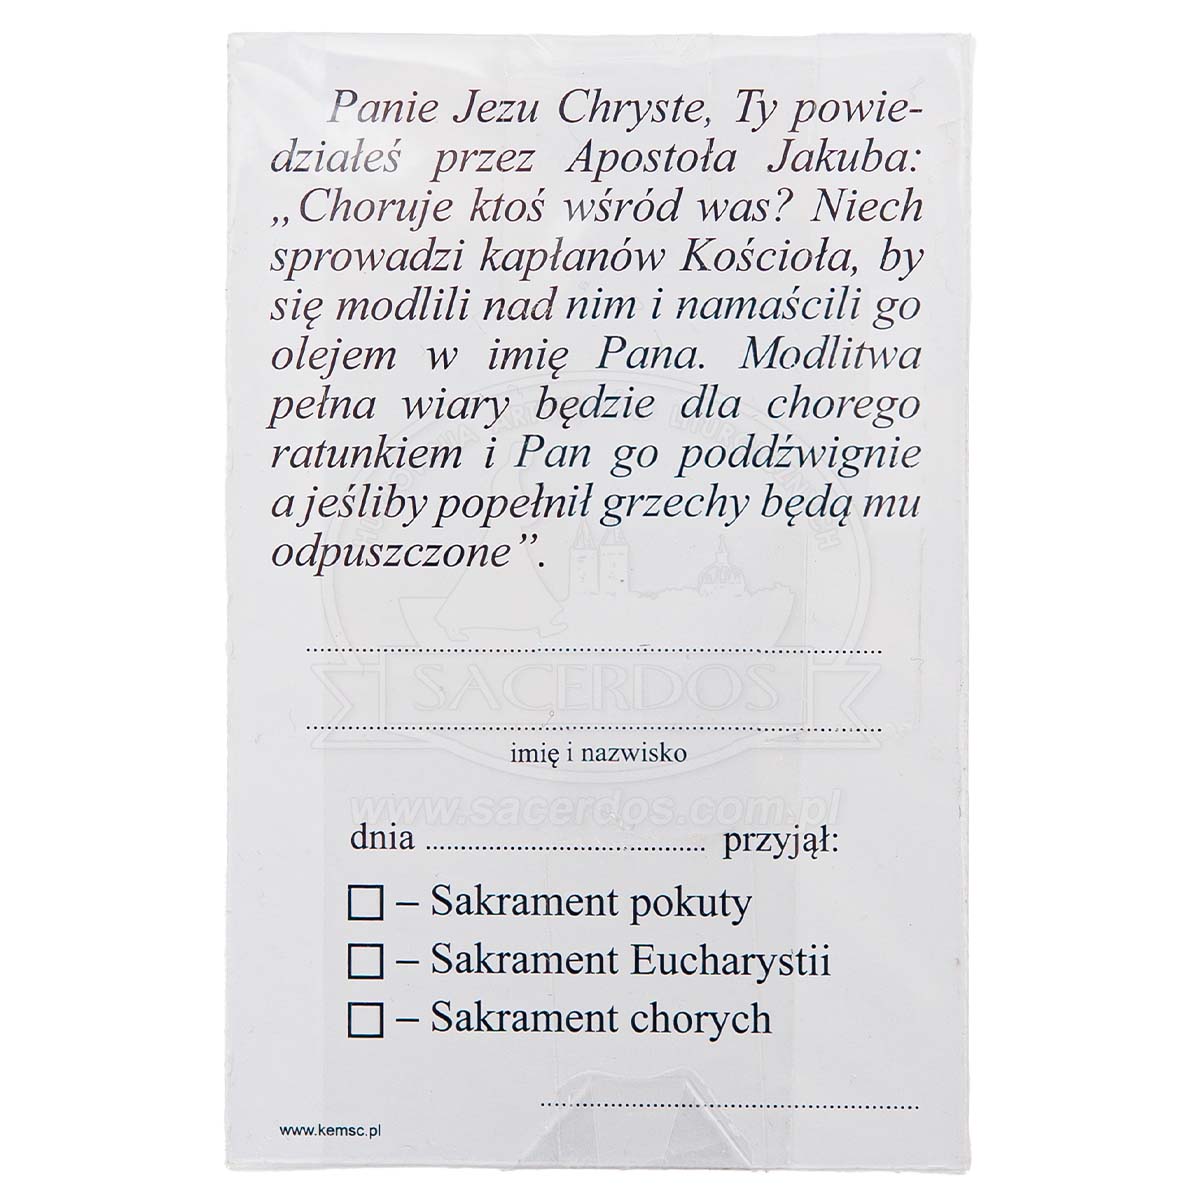 Panie Jezu Chryste, Ty powie-
działeś przez Apostoła Jakuba:
„Choruje ktoś wśród was? Niech
sprowadzi kapłanów Kościoła, by
się modlili nad nim i namaścili go
olejem w imię Pana. Modlitwa
pełna wiary będzie dla chorego
ratunkiem i Pan go poddźwignie
a jeśliby popełnił grzechy będą mu
odpuszczone”.
SACERDOS
imię i nazwisko
www.sacerdos.com.pl
dnia ........................................ przyjął:
– Sakrament pokuty
– Sakrament Eucharystii
– Sakrament chorych
www.kemsc.pl